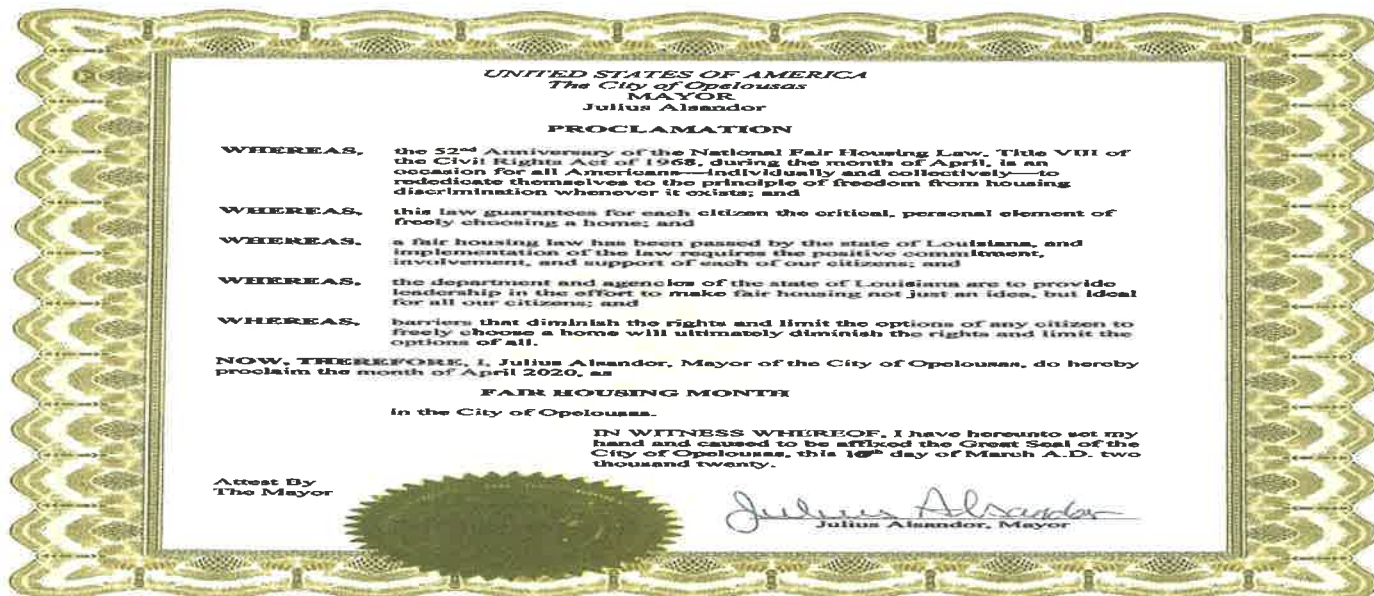 UNITED STATES OF AMERICA
The City of Opelousas
MAYOR
Julius Alsandor
PROCLAMATION
WHEREAS, the 52nd Anniversary of the National Fair Housing Law, Title VIII of
the Civil Rights Act of 1968, during the month of April, is an
occasion for all Americans—individually and collectively—to
rededicate themselves to the principle of freedom from housing
discrimination whenever it exists; and
WHEREAS, this law guarantees for each citizen the critical, personal element of
freely choosing a home; and
WHEREAS, a fair housing law has been passed by the state of Louisiana, and
implementation of the law requires the positive commitment,
involvement, and support of each of our citizens; and
WHEREAS, the department and agencies of the state of Louisiana are to provide
leadership in the effort to make fair housing not just an idea, but ideal
for all our citizens; and
WHEREAS, barriers that diminish the rights and limit the options of any citizen to
freely choose a home will ultimately diminish the rights and limit the
options of all.
NOW, THEREFORE, I, Julius Alsandor, Mayor of the City of Opelousas, do hereby
proclaim the month of April 2020, as
FAIR HOUSING MONTH
in the City of Opelousas.
IN WITNESS WHEREOF, I have hereunto set my
hand and caused to be affixed the Great Seal of the
City of Opelousas, this day of March A.D. two
thousand twenty.
Attest By
The Mayor
Julius Alsandor
Julius Alsandor, Mayor